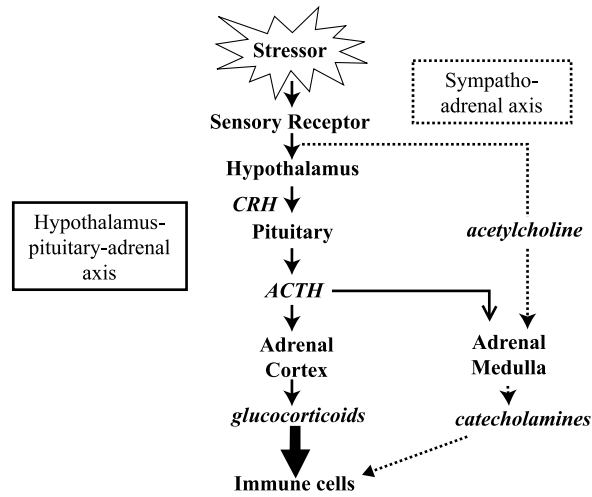 Stressor
Sympatho-
adrenal axis
Sensory Receptor
Hypothalamus
CRH
Hypothalamus-
pituitary-adrenal
axis
Pituitary
acetylcholine
ACTH
Adrenal
Cortex
Adrenal
Medulla
glucocorticoids
catecholamines
Immune cells